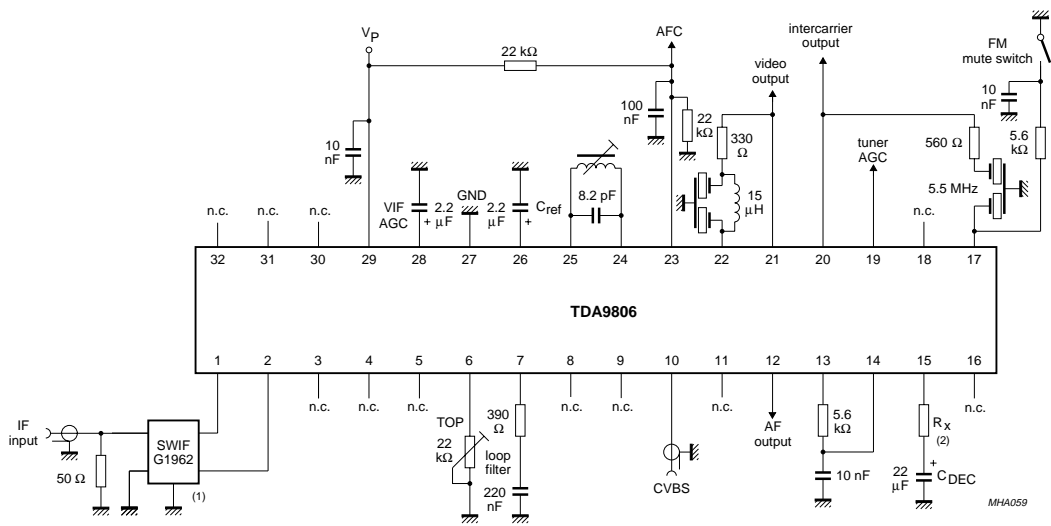 V_P
22 kΩ
AFC
video
output
intercarrier
output
FM
mute switch
10
nF
100
nF
22
kΩ
330
Ω
15
μH
tuner
AGC
560 Ω
10
nF
5.6
kΩ
5.5 MHz
n.c.
n.c.
n.c.
VIF
AGC
2.2
μF
+
GND
2.2
μF
C_ref
+
8.2 pF
n.c.
32
31
30
29
28
27
26
25
24
23
22
21
20
19
18
17
TDA9806
1
2
3
4
5
6
7
8
9
10
11
12
13
14
15
16
n.c.
n.c.
n.c.
n.c.
n.c.
n.c.
n.c.
IF
input
50 Ω
SWIF
G1962
(1)
TOP
22
kΩ
390
Ω
loop
filter
220
nF
CVBS
AF
output
5.6
kΩ
10 nF
R_x
(2)
22
μF
+
C_DEC
MHA059